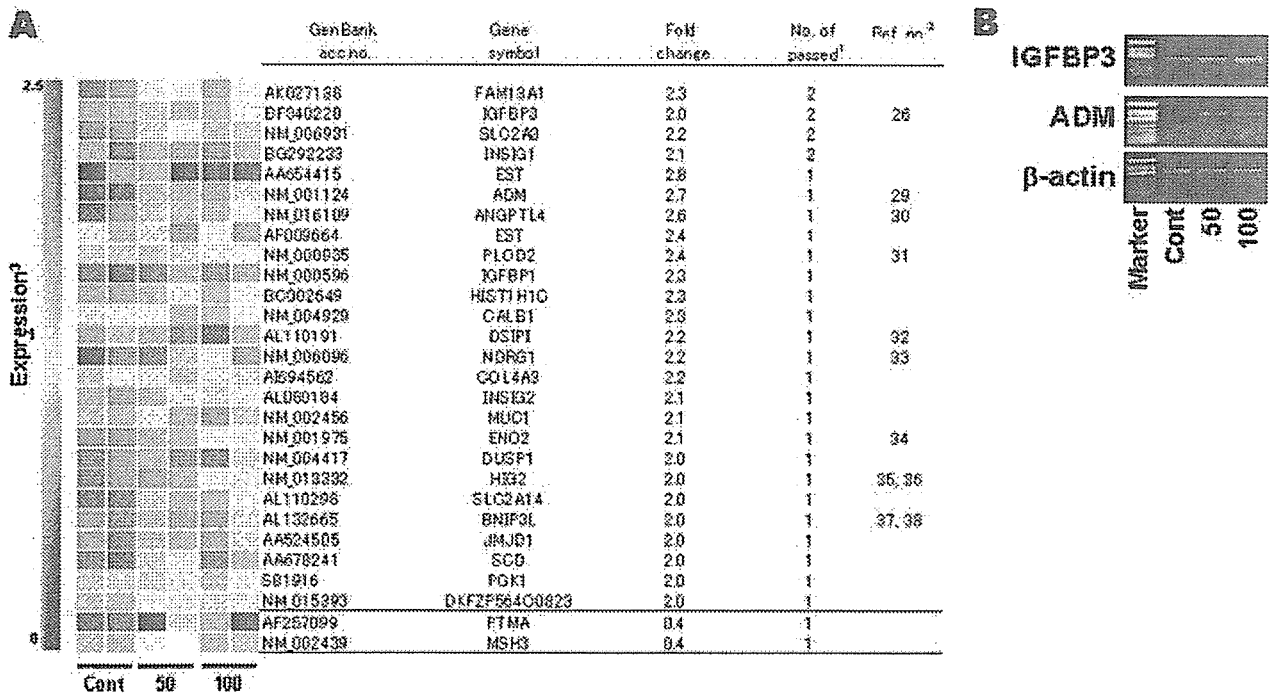 A
GenBank acc.no. Gene symbol Fold change No. of passed1 Ref. no.2
2.5
AK027186 FAM13A1 2.3 2
BF340228 IGFBP3 2.0 2 26
NM_006931 SLC2A3 2.2 2
BG292233 INSIG1 2.1 2
AA654415 EST 2.8 1
NM_001124 ADM 2.7 1 29
NM_016109 ANGPTL4 2.6 1 30
AF009664 EST 2.4 1
NM_000935 PLOD2 2.4 1 31
NM_000596 IGFBP1 2.3 1
BC002649 HIST1H1C 2.3 1
NM_004929 CALB1 2.3 1
AL110191 DSIPI 2.2 1 32
NM_006096 NDRG1 2.2 1 33
AI694562 COL4A3 2.2 1
AL080184 INSIG2 2.1 1
NM_002456 MUC1 2.1 1
NM_001975 ENO2 2.1 1 34
NM_004417 DUSP1 2.0 1
NM_013332 HIG2 2.0 1 35, 36
AL110298 SLC2A14 2.0 1
AL132665 BNIP3L 2.0 1 37, 38
AA524505 JMJD1 2.0 1
AA678241 SCD 2.0 1
S81916 PGK1 2.0 1
NM_015393 DKFZP564O0823 2.0 1
AF257099 PTMA 0.4 1
NM_002439 MSH3 0.4 1
Expression3
0
Cont 50 100
B
IGFBP3
ADM
β-actin
Marker Cont 50 100